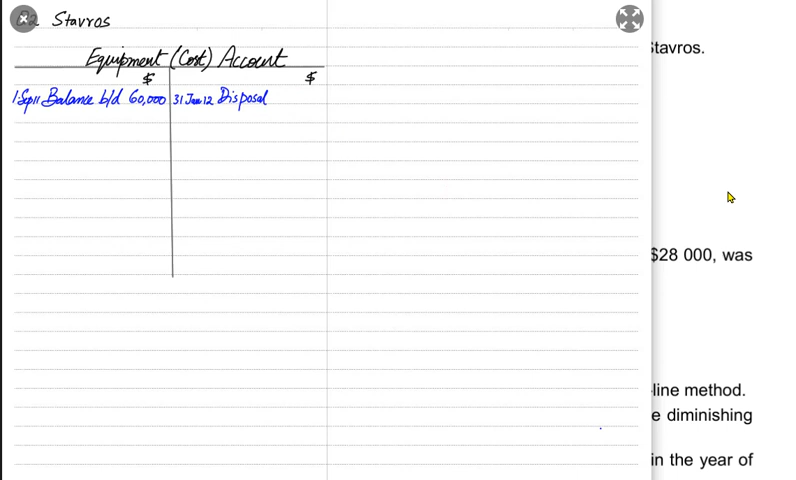 Stavros
Equipment (Cost) Account
$ $
1 Sep 11 Balance b/d 60,000 31 Jan 12 Disposal
Stavros.
$28 000, was
-line method.
e diminishing
in the year of